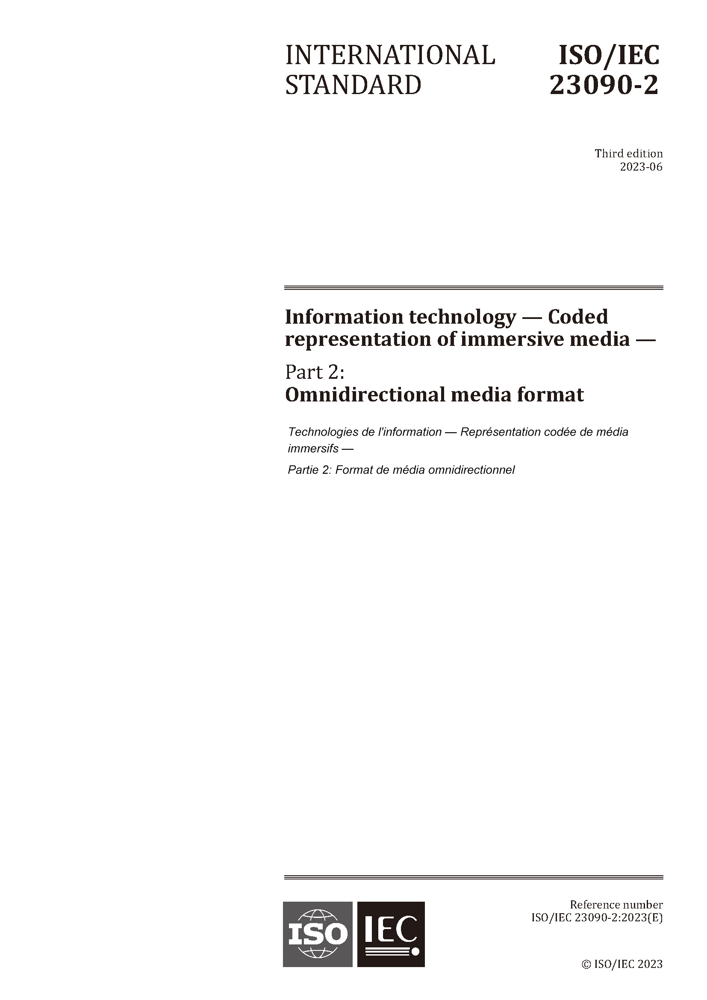 INTERNATIONAL STANDARD
ISO/IEC 23090-2
Third edition
2023-06
Information technology — Coded
representation of immersive media —
Part 2:
Omnidirectional media format
Technologies de l'information — Représentation codée de média
immersifs —
Partie 2: Format de média omnidirectionnel
ISO
IEC
Reference number
ISO/IEC 23090-2:2023(E)
© ISO/IEC 2023